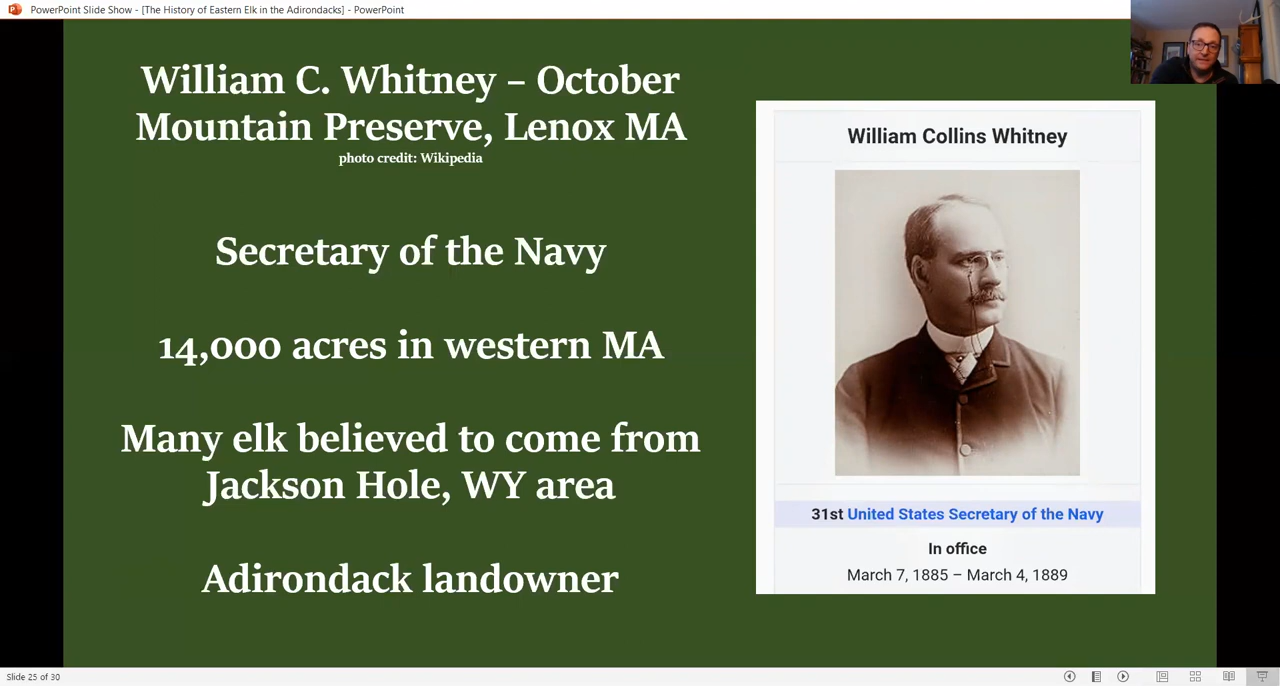 PowerPoint Slide Show - [The History of Eastern Elk in the Adirondacks] - PowerPoint
William C. Whitney – October
Mountain Preserve, Lenox MA
photo credit: Wikipedia
Secretary of the Navy
14,000 acres in western MA
Many elk believed to come from
Jackson Hole, WY area
Adirondack landowner
William Collins Whitney
31st United States Secretary of the Navy
In office
March 7, 1885 – March 4, 1889
Slide 25 of 30